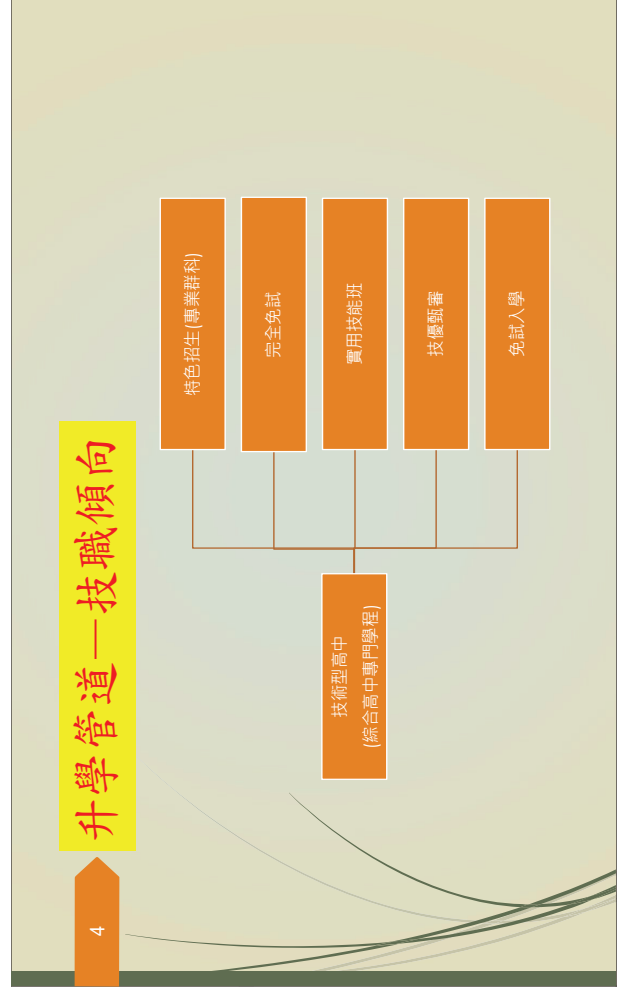 4
升學管道—技職傾向
技術型高中
(綜合高中專門學程)
特色招生(專業群科)
完全免試
實用技能班
技優甄審
免試入學